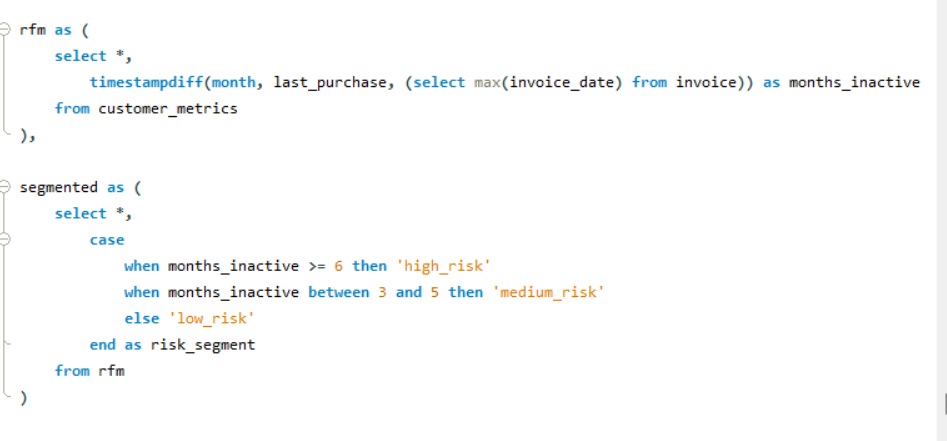 rfm as (
select *,
timestampdiff(month, last_purchase, (select max(invoice_date) from invoice)) as months_inactive
from customer_metrics
),
segmented as (
select *,
case
when months_inactive >= 6 then 'high_risk'
when months_inactive between 3 and 5 then 'medium_risk'
else 'low_risk'
end as risk_segment
from rfm
)